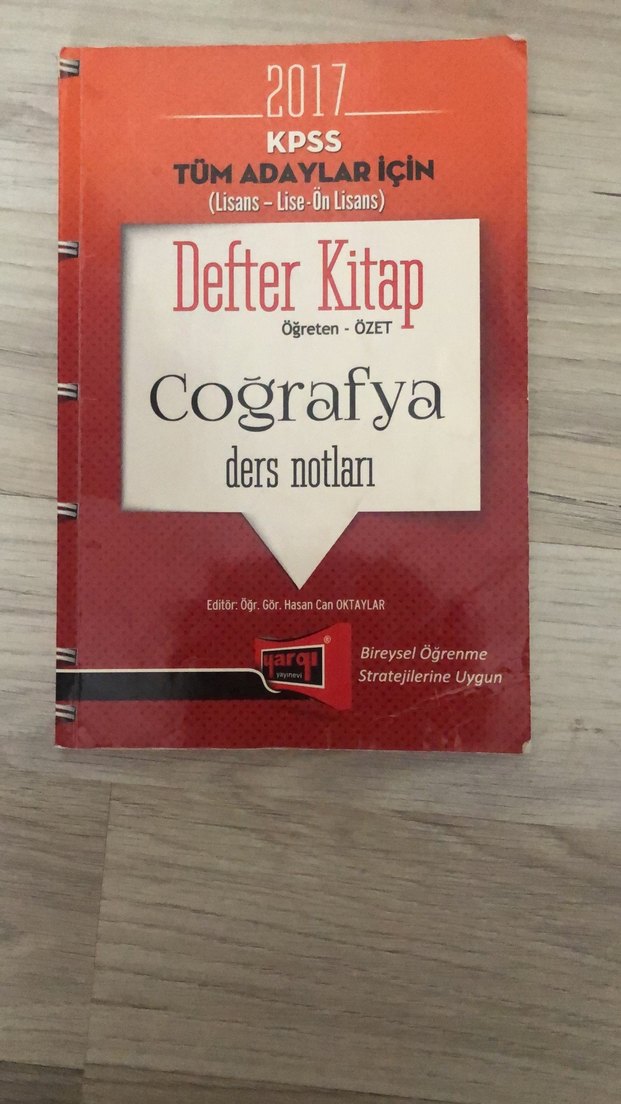 2017
KPSS
TÜM ADAYLAR İÇİN
(Lisans – Lise-Ön Lisans)
Defter Kitap
Öğreten - ÖZET
Coğrafya
ders notları
Editör: Öğr. Gör. Hasan Can OKTAYLAR
yargı
®
yayınevi
Bireysel Öğrenme
Stratejilerine Uygun